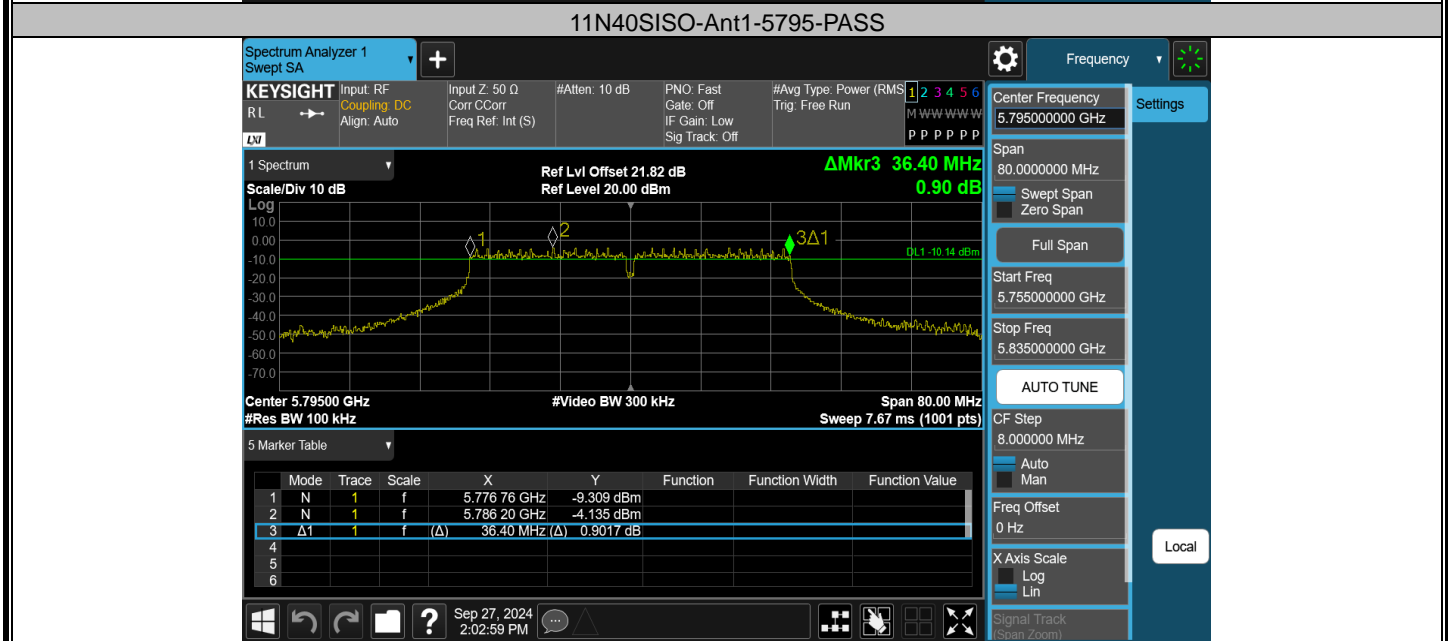 11N40SISO-Ant1-5795-PASS
Spectrum Analyzer 1
Swept SA
+
Frequency
KEYSIGHT
RL
LXI
Input: RF
Coupling: DC
Align: Auto
Input Z: 50 Ω
Corr CCorr
Freq Ref: Int (S)
#Atten: 10 dB
PNO: Fast
Gate: Off
IF Gain: Low
Sig Track: Off
#Avg Type: Power (RMS
Trig: Free Run
1 2 3 4 5 6
M W W W W W
P P P P P P
1 Spectrum
Scale/Div 10 dB
Log
Ref Lvl Offset 21.82 dB
Ref Level 20.00 dBm
ΔMkr3 36.40 MHz
0.90 dB
10.0
0.00
-10.0
-20.0
-30.0
-40.0
-50.0
-60.0
-70.0
1
2
3Δ1
DL1 -10.14 dBm
Center 5.79500 GHz
#Res BW 100 kHz
#Video BW 300 kHz
Span 80.00 MHz
Sweep 7.67 ms (1001 pts)
5 Marker Table
Mode Trace Scale X Y Function Function Width Function Value
1 N 1 f 5.776 76 GHz -9.309 dBm
2 N 1 f 5.786 20 GHz -4.135 dBm
3 Δ1 1 f (Δ) 36.40 MHz (Δ) 0.9017 dB
4
5
6
?
Sep 27, 2024
2:02:59 PM
Center Frequency
5.795000000 GHz
Settings
Span
80.0000000 MHz
Swept Span
Zero Span
Full Span
Start Freq
5.755000000 GHz
Stop Freq
5.835000000 GHz
AUTO TUNE
CF Step
8.000000 MHz
Auto
Man
Freq Offset
0 Hz
X Axis Scale
Log
Lin
Signal Track
(Span Zoom)
Local